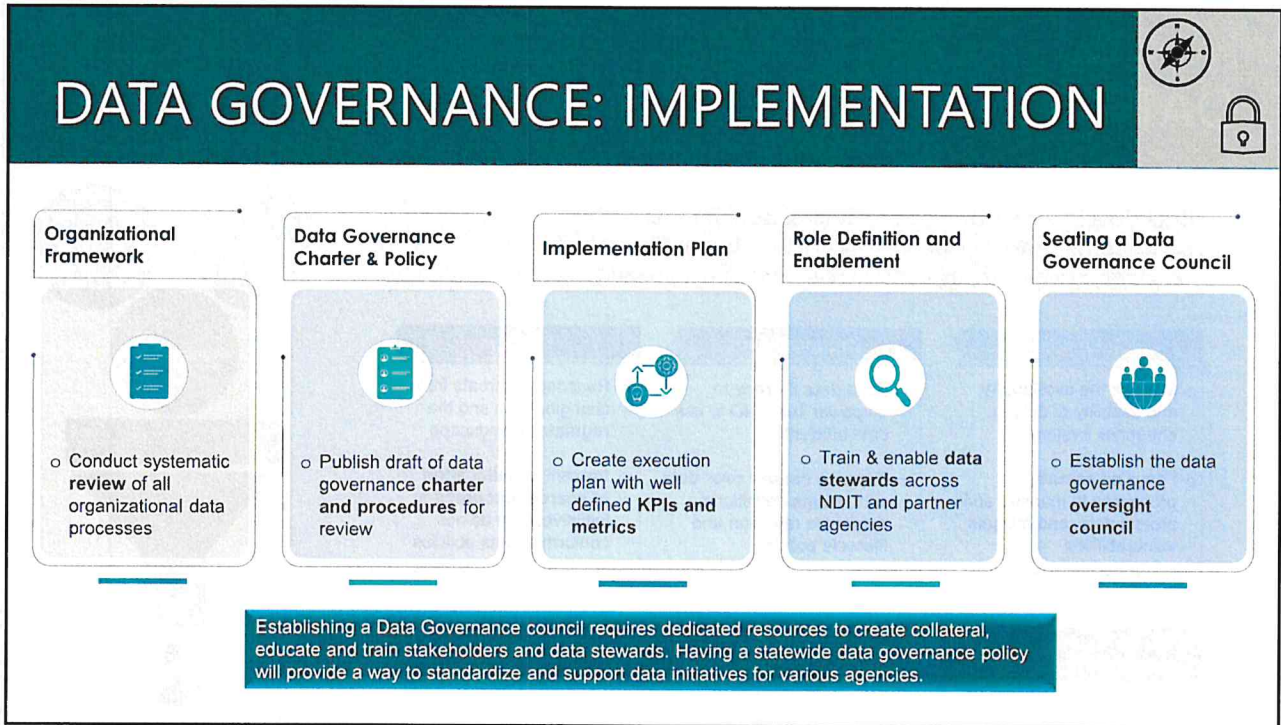 DATA GOVERNANCE: IMPLEMENTATION
Organizational
Framework
o Conduct systematic
review of all
organizational data
processes
Data Governance
Charter & Policy
o Publish draft of data
governance charter
and procedures for
review
Implementation Plan
o Create execution
plan with well
defined KPIs and
metrics
Role Definition and
Enablement
o Train & enable data
stewards across
NDIT and partner
agencies
Seating a Data
Governance Council
o Establish the data
governance
oversight
council
Establishing a Data Governance council requires dedicated resources to create collateral,
educate and train stakeholders and data stewards. Having a statewide data governance policy
will provide a way to standardize and support data initiatives for various agencies.